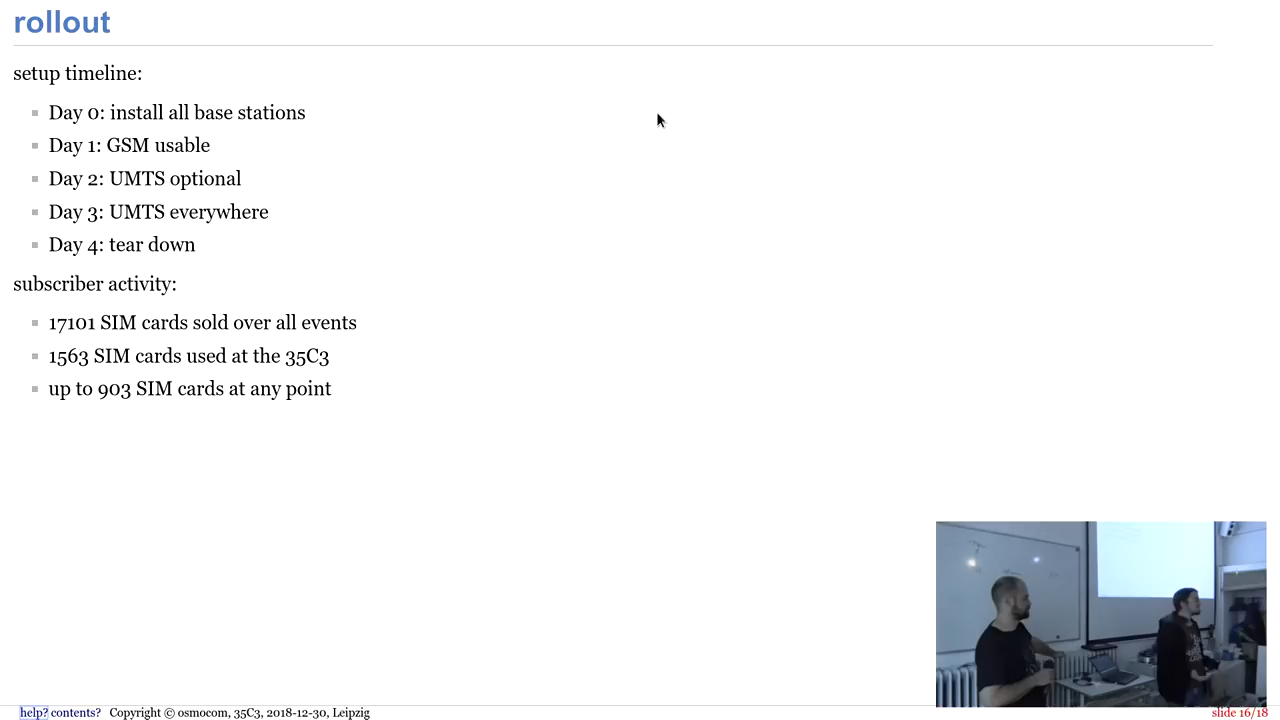 rollout
setup timeline:
Day 0: install all base stations
Day 1: GSM usable
Day 2: UMTS optional
Day 3: UMTS everywhere
Day 4: tear down
subscriber activity:
17101 SIM cards sold over all events
1563 SIM cards used at the 35C3
up to 903 SIM cards at any point
help? contents? Copyright © osmocom, 35C3, 2018-12-30, Leipzig
slide 16/18